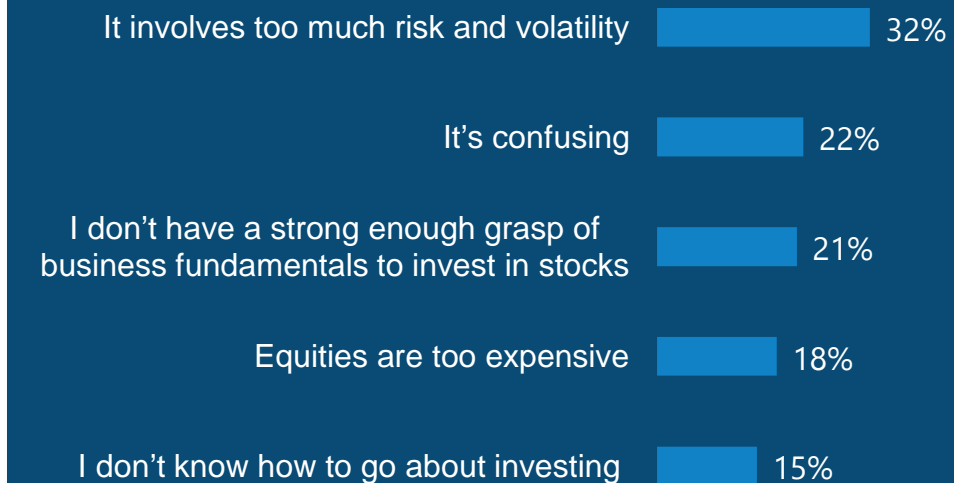 It involves too much risk and volatility 32%
It’s confusing 22%
I don’t have a strong enough grasp of
business fundamentals to invest in stocks 21%
Equities are too expensive 18%
I don’t know how to go about investing 15%